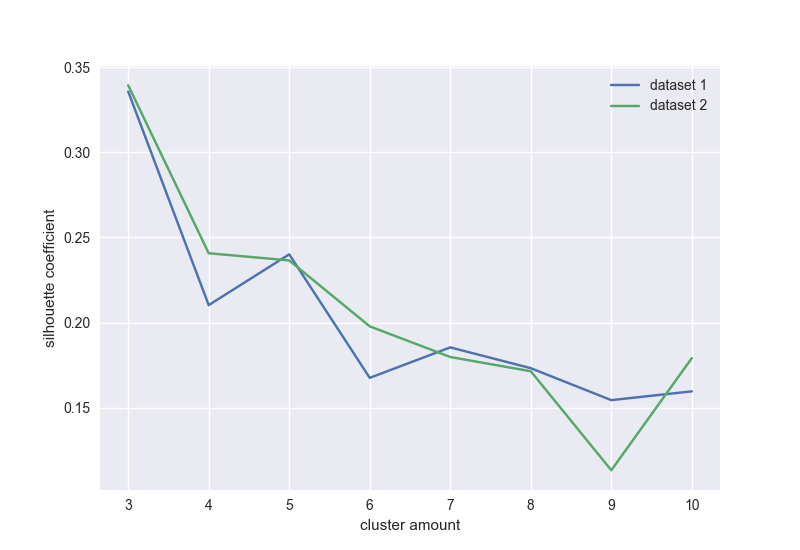 0.35
0.30
0.25
0.20
0.15
silhouette coefficient
dataset 1
dataset 2
3 4 5 6 7 8 9 10
cluster amount